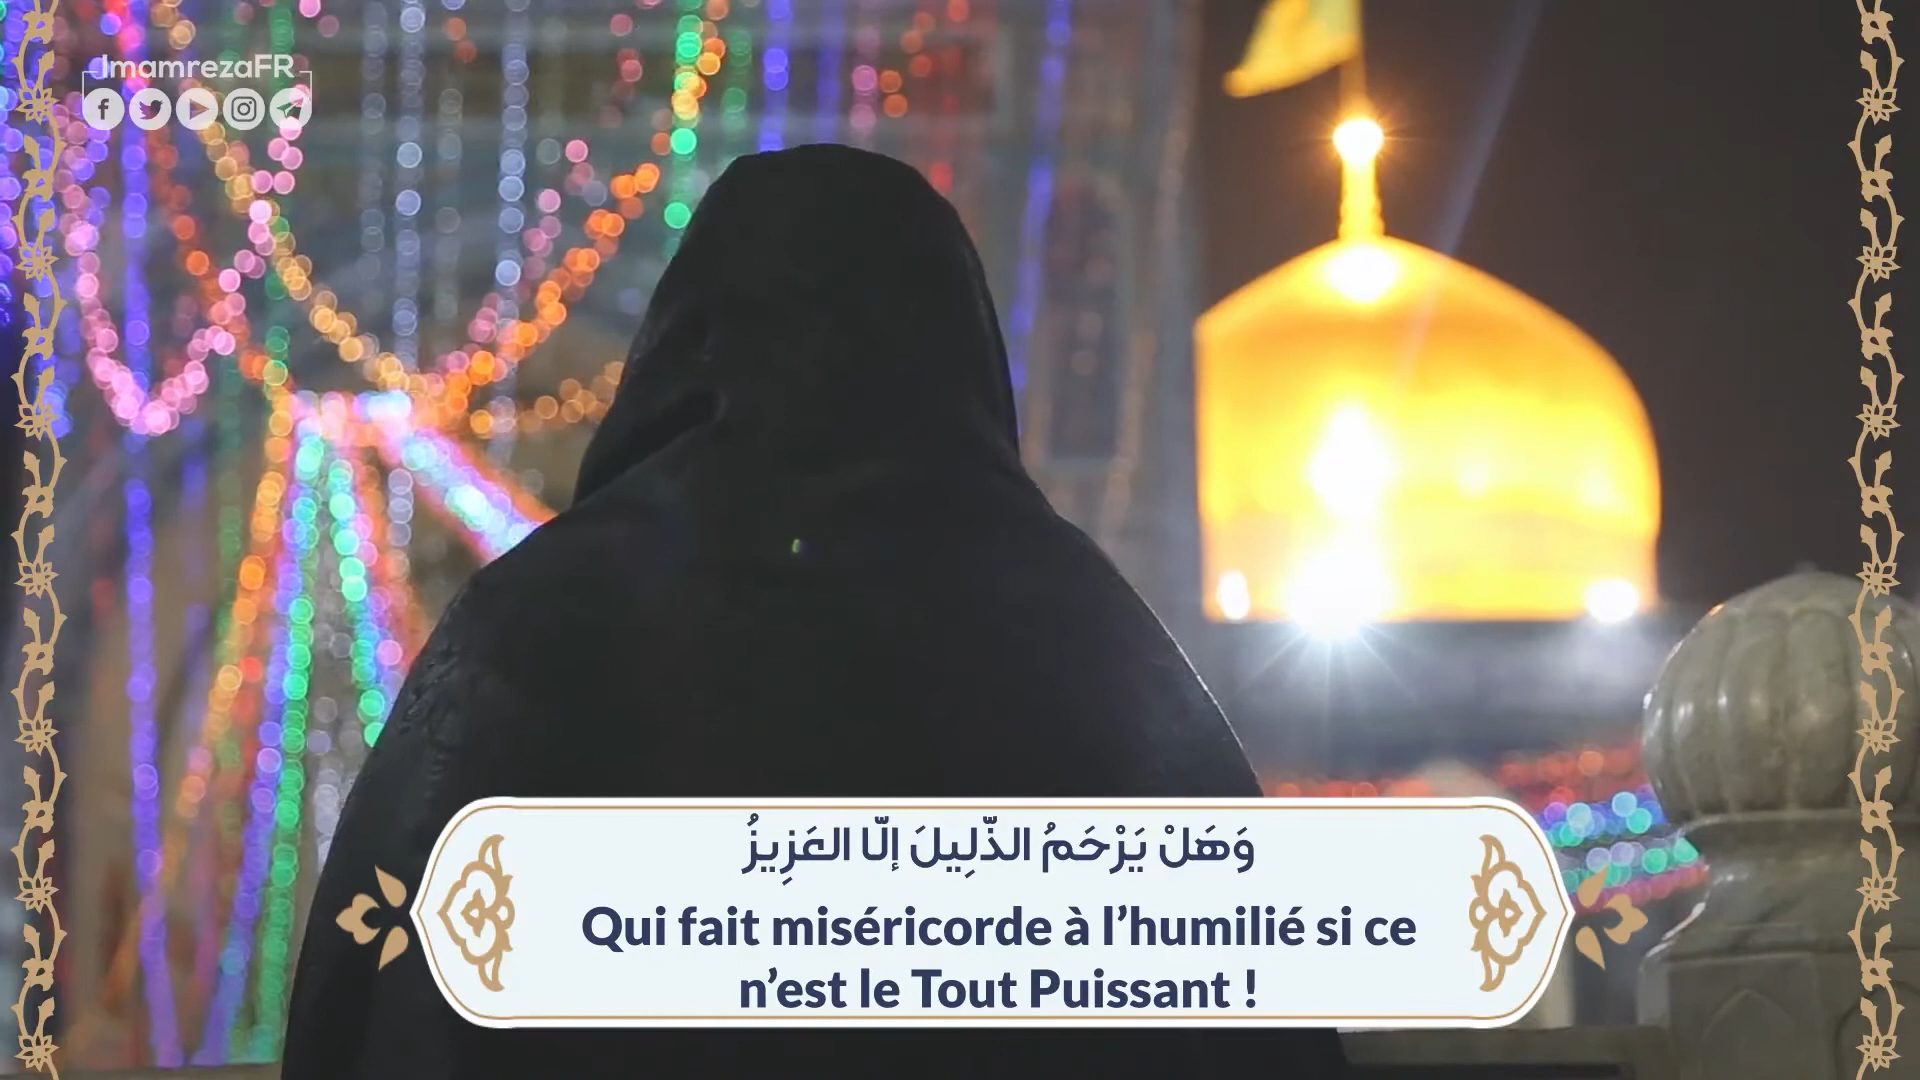 ImamrezaFR
وَهَلْ يَرْحَمُ الذّلِيلَ إلّا العَزِيزُ
Qui fait miséricorde à l’humilié si ce
n’est le Tout Puissant !